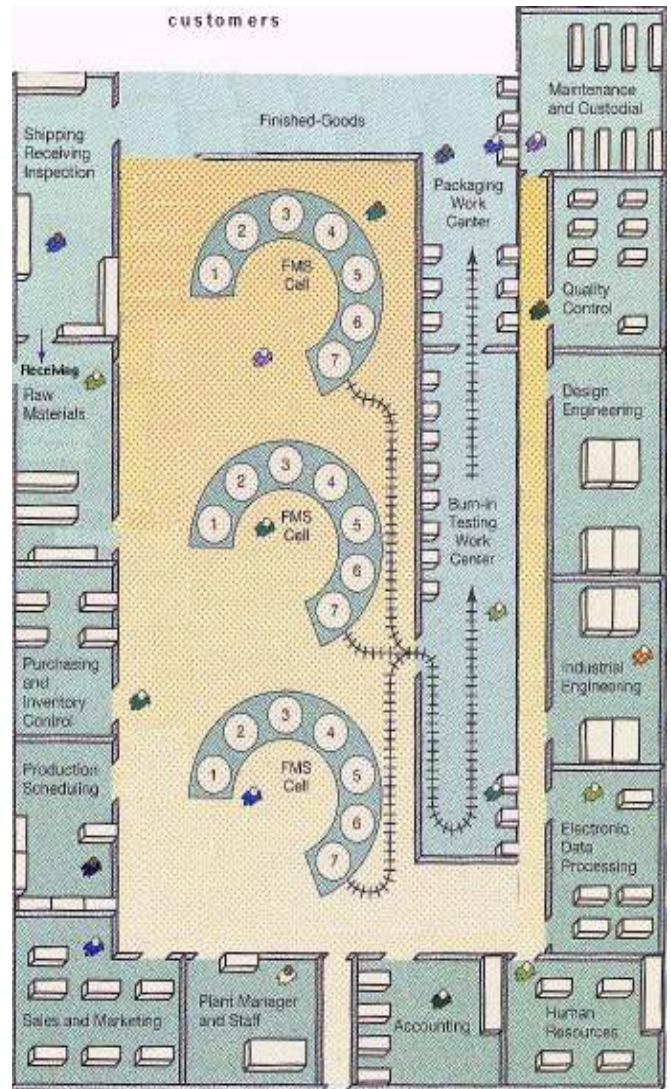 customers
Maintenance
and Custodial
Shipping
Receiving
Inspection
Finished-Goods
Packaging
Work
Center
3
2
4
1
FMS
Cell
5
6
7
Quality
Control
Receiving
Raw
Materials
Design
Engineering
3
2
4
1
FMS
Cell
5
6
7
Burn-in
Testing Work
Center
Purchasing
and
Inventory
Control
Industrial
Engineering
3
2
4
1
FMS
Cell
5
6
7
Production
Scheduling
Electronic
Data
Processing
Sales and Marketing
Plant Manager
and Staff
Accounting
Human
Resources